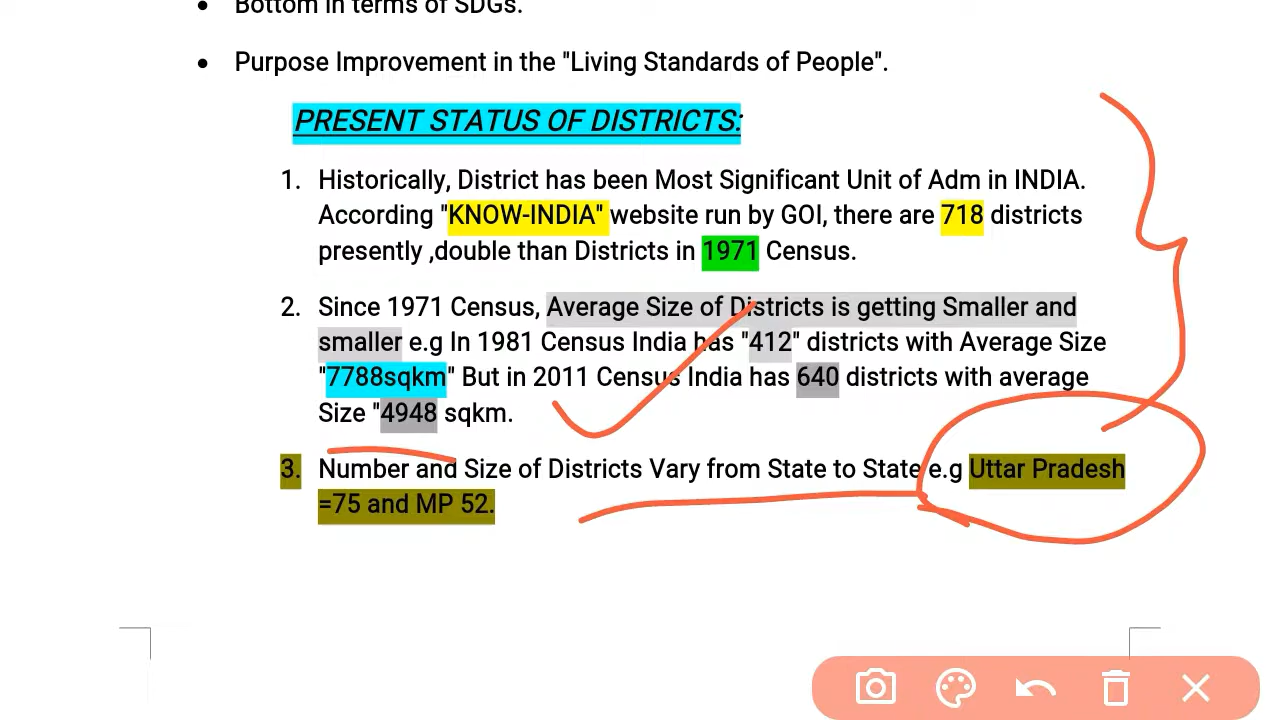 • Bottom in terms of SDGs.
• Purpose Improvement in the "Living Standards of People".
PRESENT STATUS OF DISTRICTS:
1. Historically, District has been Most Significant Unit of Adm in INDIA.
According "KNOW-INDIA" website run by GOI, there are 718 districts
presently ,double than Districts in 1971 Census.
2. Since 1971 Census, Average Size of Districts is getting Smaller and
smaller e.g In 1981 Census India has "412" districts with Average Size
"7788sqkm" But in 2011 Census India has 640 districts with average
Size "4948 sqkm.
3. Number and Size of Districts Vary from State to State e.g Uttar Pradesh
=75 and MP 52.